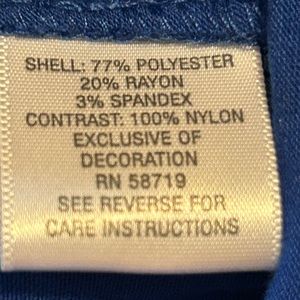 SHELL: 77% POLYESTER
20% RAYON
3% SPANDEX
CONTRAST: 100% NYLON
EXCLUSIVE OF
DECORATION
RN 58719
SEE REVERSE FOR
CARE INSTRUCTIONS